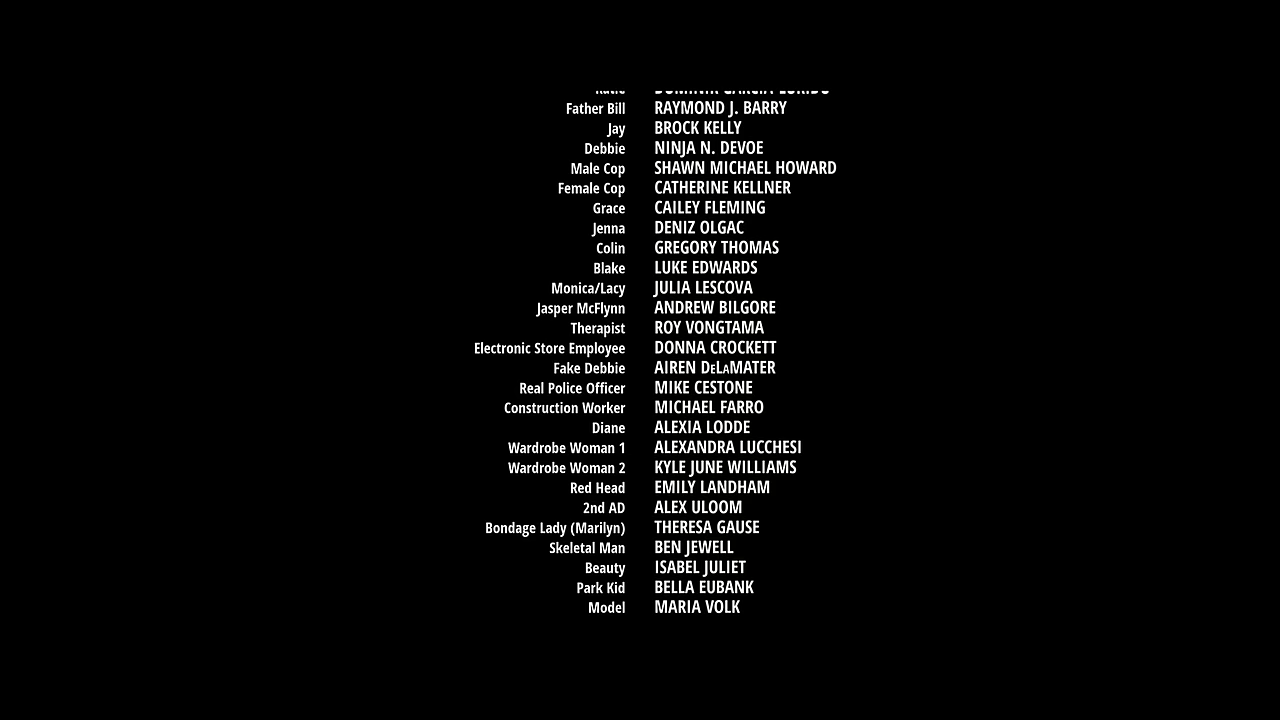 Katie DOMINIK GARCIA-LORIDO
Father Bill RAYMOND J. BARRY
Jay BROCK KELLY
Debbie NINJA N. DEVOE
Male Cop SHAWN MICHAEL HOWARD
Female Cop CATHERINE KELLNER
Grace CAILEY FLEMING
Jenna DENIZ OLGAC
Colin GREGORY THOMAS
Blake LUKE EDWARDS
Monica/Lacy JULIA LESCOVA
Jasper McFlynn ANDREW BILGORE
Therapist ROY VONGTAMA
Electronic Store Employee DONNA CROCKETT
Fake Debbie AIREN DELAMATER
Real Police Officer MIKE CESTONE
Construction Worker MICHAEL FARRO
Diane ALEXIA LODDE
Wardrobe Woman 1 ALEXANDRA LUCCHESI
Wardrobe Woman 2 KYLE JUNE WILLIAMS
Red Head EMILY LANDHAM
2nd AD ALEX ULOOM
Bondage Lady (Marilyn) THERESA GAUSE
Skeletal Man BEN JEWELL
Beauty ISABEL JULIET
Park Kid BELLA EUBANK
Model MARIA VOLK